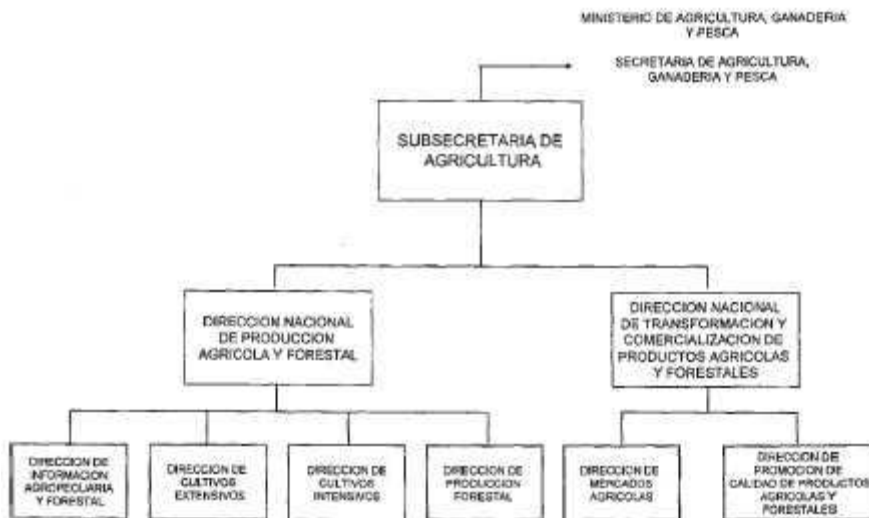 MINISTERIO DE AGRICULTURA, GANADERIA
Y PESCA
SECRETARIA DE AGRICULTURA,
GANADERIA Y PESCA
SUBSECRETARIA DE
AGRICULTURA
DIRECCION NACIONAL
DE PRODUCCION
AGRICOLA Y FORESTAL
DIRECCION NACIONAL
DE TRANSFORMACION Y
COMERCIALIZACION DE
PRODUCTOS AGRICOLAS
Y FORESTALES
DIRECCION DE
INFORMACION
AGROPECUARIA
Y FORESTAL
DIRECCION DE
CULTIVOS
EXTENSIVOS
DIRECCION DE
CULTIVOS
INTENSIVOS
DIRECCION DE
PRODUCCION
FORESTAL
DIRECCION DE
MERCADOS
AGRICOLAS
DIRECCION DE
PROMOCION DE
CALIDAD DE PRODUCTOS
AGRICOLAS Y
FORESTALES